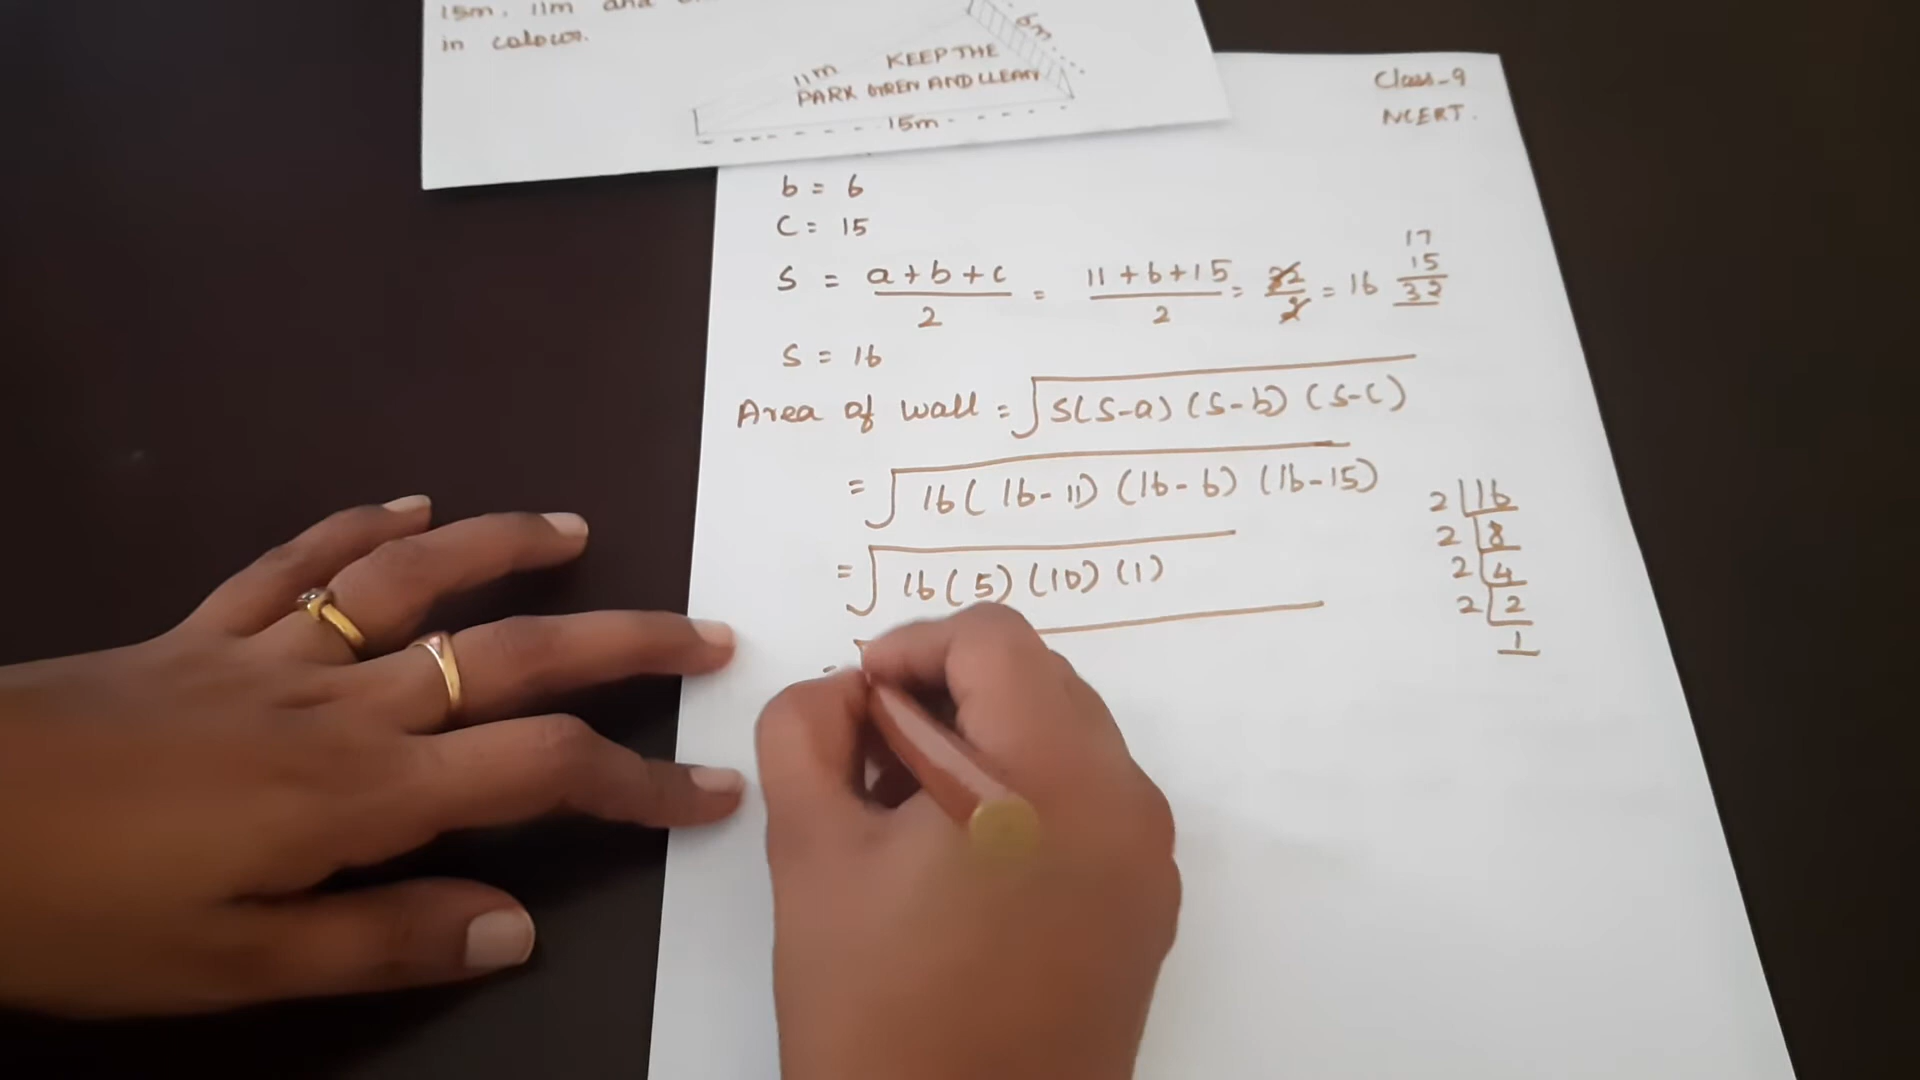 15m, 11m and
in colour.
6m
11m KEEP THE
PARK GREN AND CLEAN
15m
Class-9
NCERT.
b = 6
C = 15
S = a+b+c/2 = 11+6+15/2 = 32/2 = 16
17
15
32
S = 16
Area of wall = √S(S-a) (S-b) (S-c)
= √16(16-11) (16-6) (16-15)
= √16(5) (10) (1)
=
2 16
2 8
2 4
2 2
1